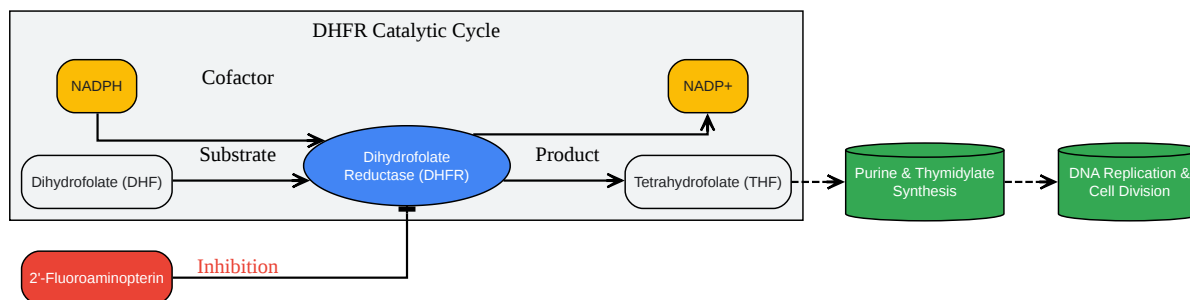 DHFR Catalytic Cycle
NADPH
Cofactor
NADP+
Dihydrofolate (DHF)
Substrate
Dihydrofolate
Reductase (DHFR)
Product
Tetrahydrofolate (THF)
Purine & Thymidylate
Synthesis
DNA Replication &
Cell Division
2'-Fluoroaminopterin
Inhibition